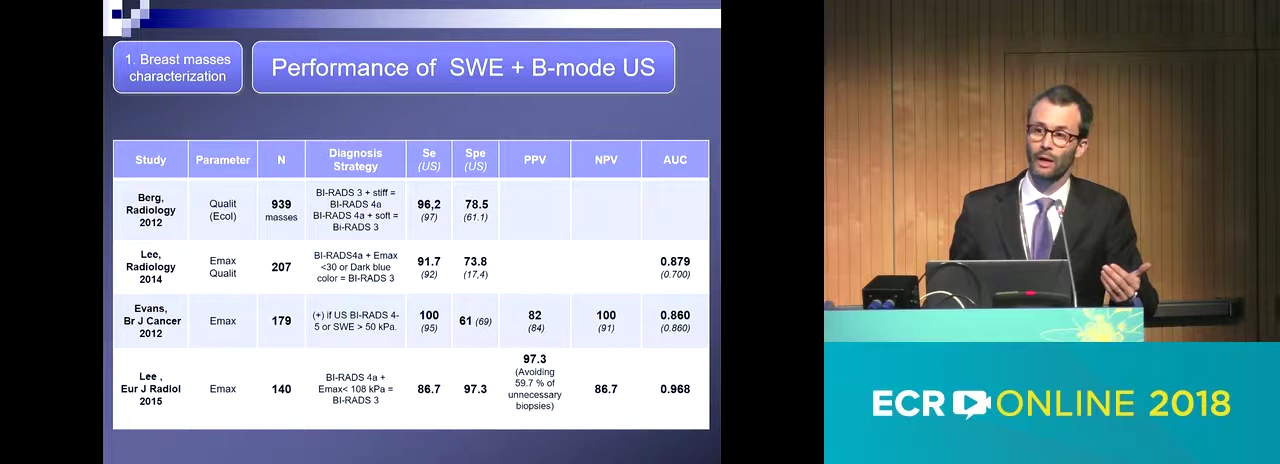 1. Breast masses
characterization
Performance of SWE + B-mode US
Study
Parameter
N
Diagnosis
Strategy
Se
(US)
Spe
(US)
PPV
NPV
AUC
Berg,
Radiology
2012
Qualit
(Ecol)
939
masses
BI-RADS 3 + stiff =
BI-RADS 4a
BI-RADS 4a + soft =
BI-RADS 3
96,2
(97)
78.5
(61.1)
Lee,
Radiology
2014
Emax
Qualit
207
BI-RADS4a + Emax
<30 or Dark blue
color = BI-RADS 3
91.7
(92)
73.8
(17,4)
0.879
(0.700)
Evans,
Br J Cancer
2012
Emax
179
(+) if US BI-RADS 4-
5 or SWE > 50 kPa.
100
(95)
61 (69)
82
(84)
100
(91)
0.860
(0.860)
Lee ,
Eur J Radiol
2015
Emax
140
BI-RADS 4a +
Emax< 108 kPa =
BI-RADS 3
86.7
97.3
97.3
(Avoiding
59.7 % of
unnecessary
biopsies)
86.7
0.968
ECR ONLINE 2018